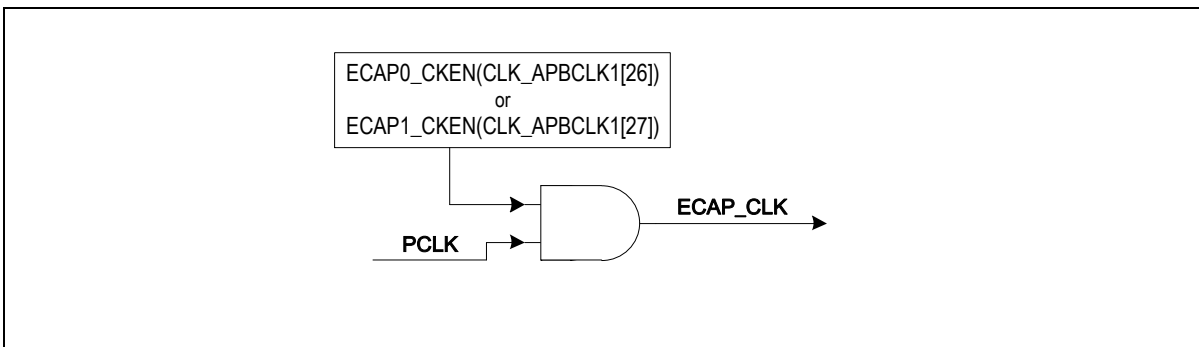 ECAP0_CKEN(CLK_APBCLK1[26])
or
ECAP1_CKEN(CLK_APBCLK1[27])
ECAP_CLK
PCLK